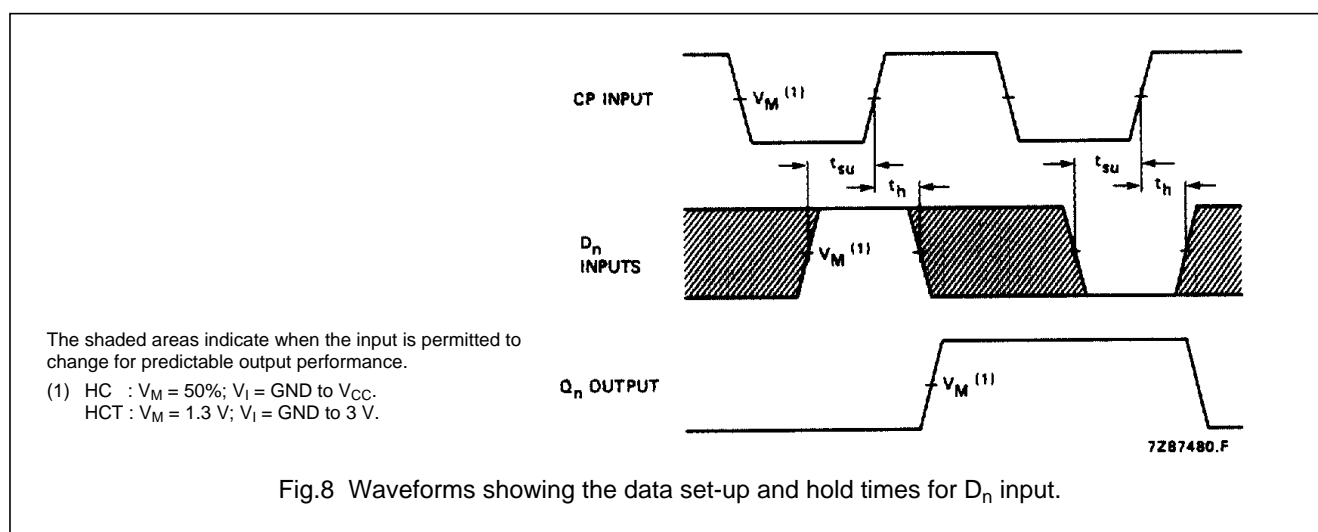 CP INPUT
V_M (1)
t_su
t_su
t_h
t_h
D_n
INPUTS
V_M (1)
The shaded areas indicate when the input is permitted to
change for predictable output performance.
(1) HC : V_M = 50%; V_I = GND to V_CC.
HCT : V_M = 1.3 V; V_I = GND to 3 V.
Q_n OUTPUT
V_M (1)
7Z87480.F
Fig.8 Waveforms showing the data set-up and hold times for D_n input.